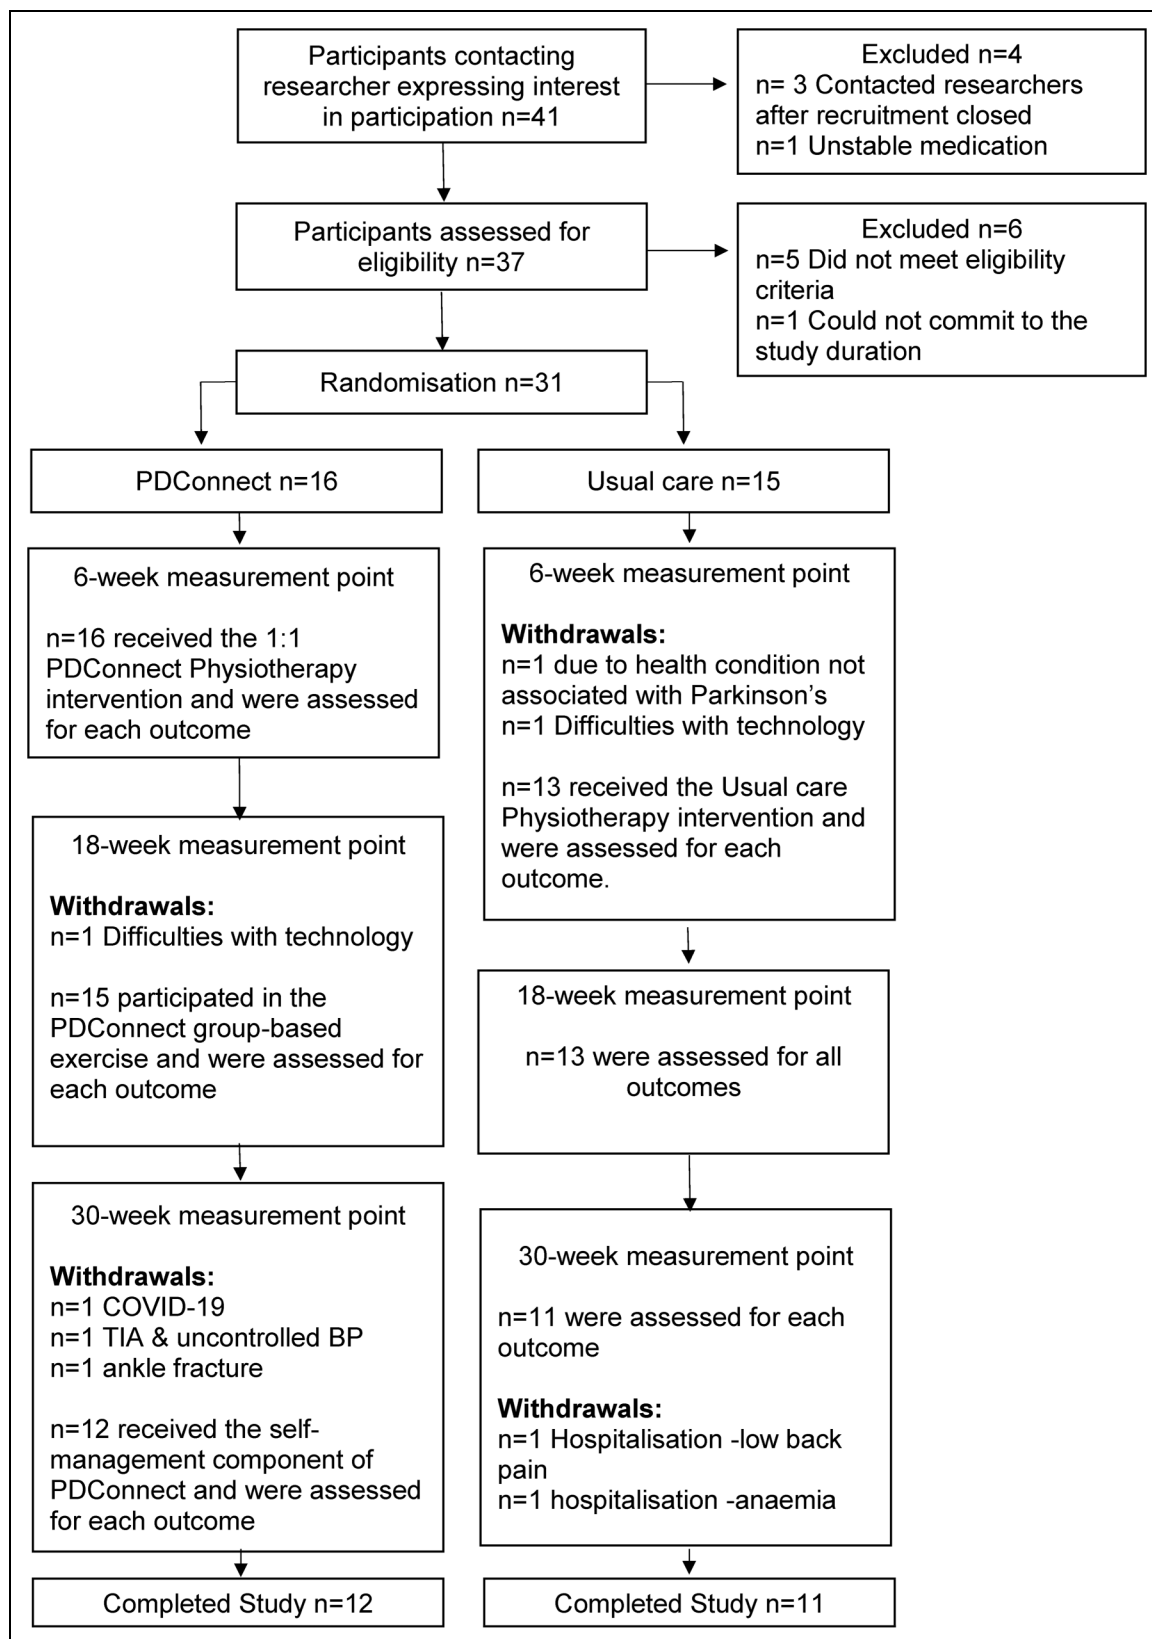 Participants contacting
researcher expressing interest
in participation n=41
Excluded n=4
n= 3 Contacted researchers
after recruitment closed
n=1 Unstable medication
Participants assessed for
eligibility n=37
Excluded n=6
n=5 Did not meet eligibility
criteria
n=1 Could not commit to the
study duration
Randomisation n=31
PDConnect n=16
6-week measurement point
n=16 received the 1:1
PDConnect Physiotherapy
intervention and were assessed
for each outcome
18-week measurement point
Withdrawals:
n=1 Difficulties with technology
n=15 participated in the
PDConnect group-based
exercise and were assessed for
each outcome
30-week measurement point
Withdrawals:
n=1 COVID-19
n=1 TIA & uncontrolled BP
n=1 ankle fracture
n=12 received the self-
management component of
PDConnect and were assessed
for each outcome
Completed Study n=12
Usual care n=15
6-week measurement point
Withdrawals:
n=1 due to health condition not
associated with Parkinson’s
n=1 Difficulties with technology
n=13 received the Usual care
Physiotherapy intervention and
were assessed for each
outcome.
18-week measurement point
n=13 were assessed for all
outcomes
30-week measurement point
n=11 were assessed for each
outcome
Withdrawals:
n=1 Hospitalisation -low back
pain
n=1 hospitalisation -anaemia
Completed Study n=11